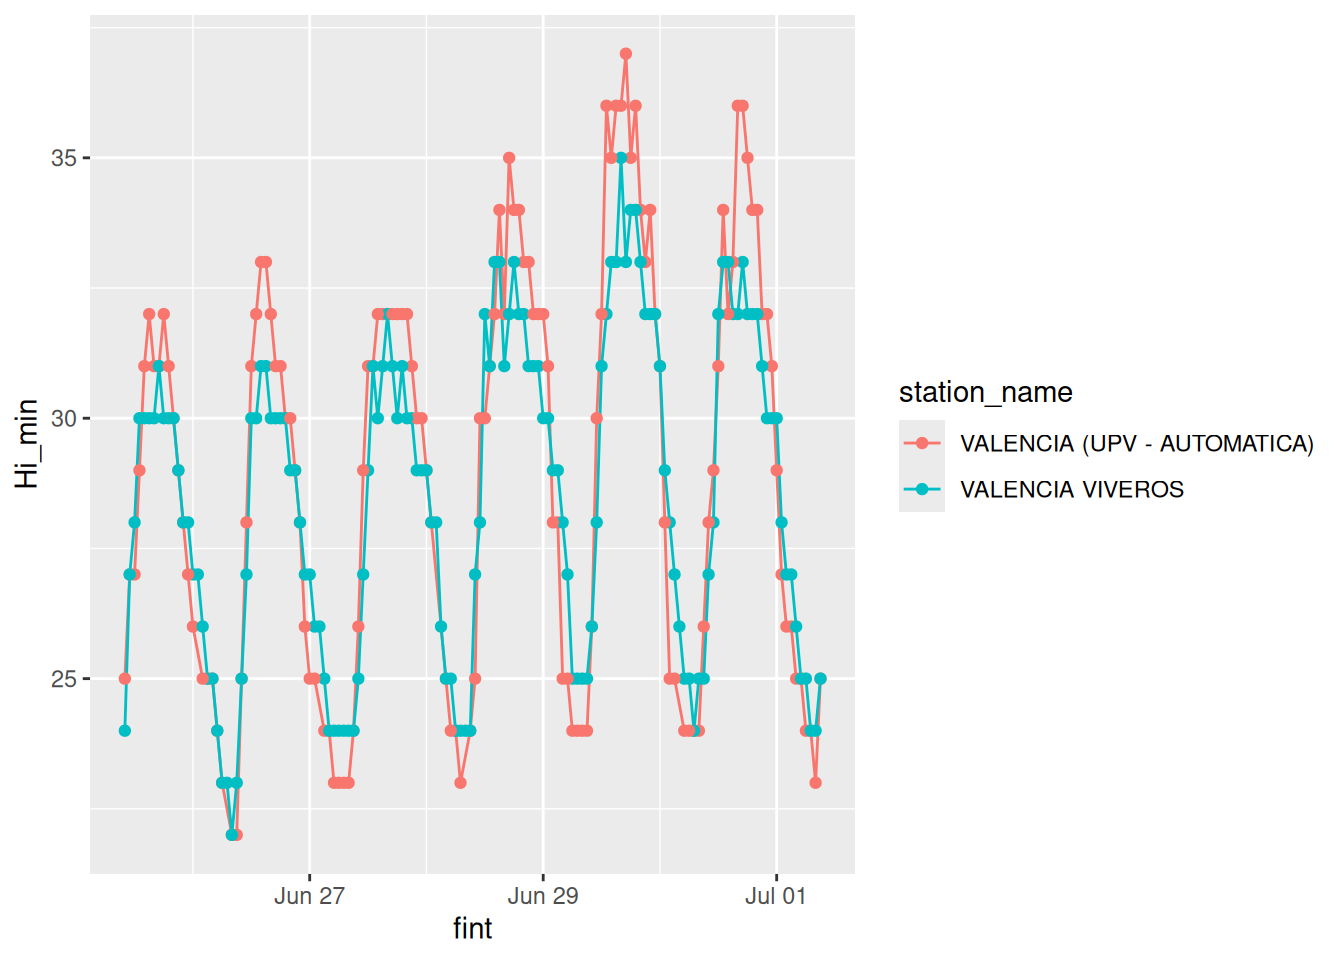 Hi_min
35
30
25
Jun 27
Jun 29
Jul 01
fint
station_name
VALENCIA (UPV - AUTOMATICA)
VALENCIA VIVEROS